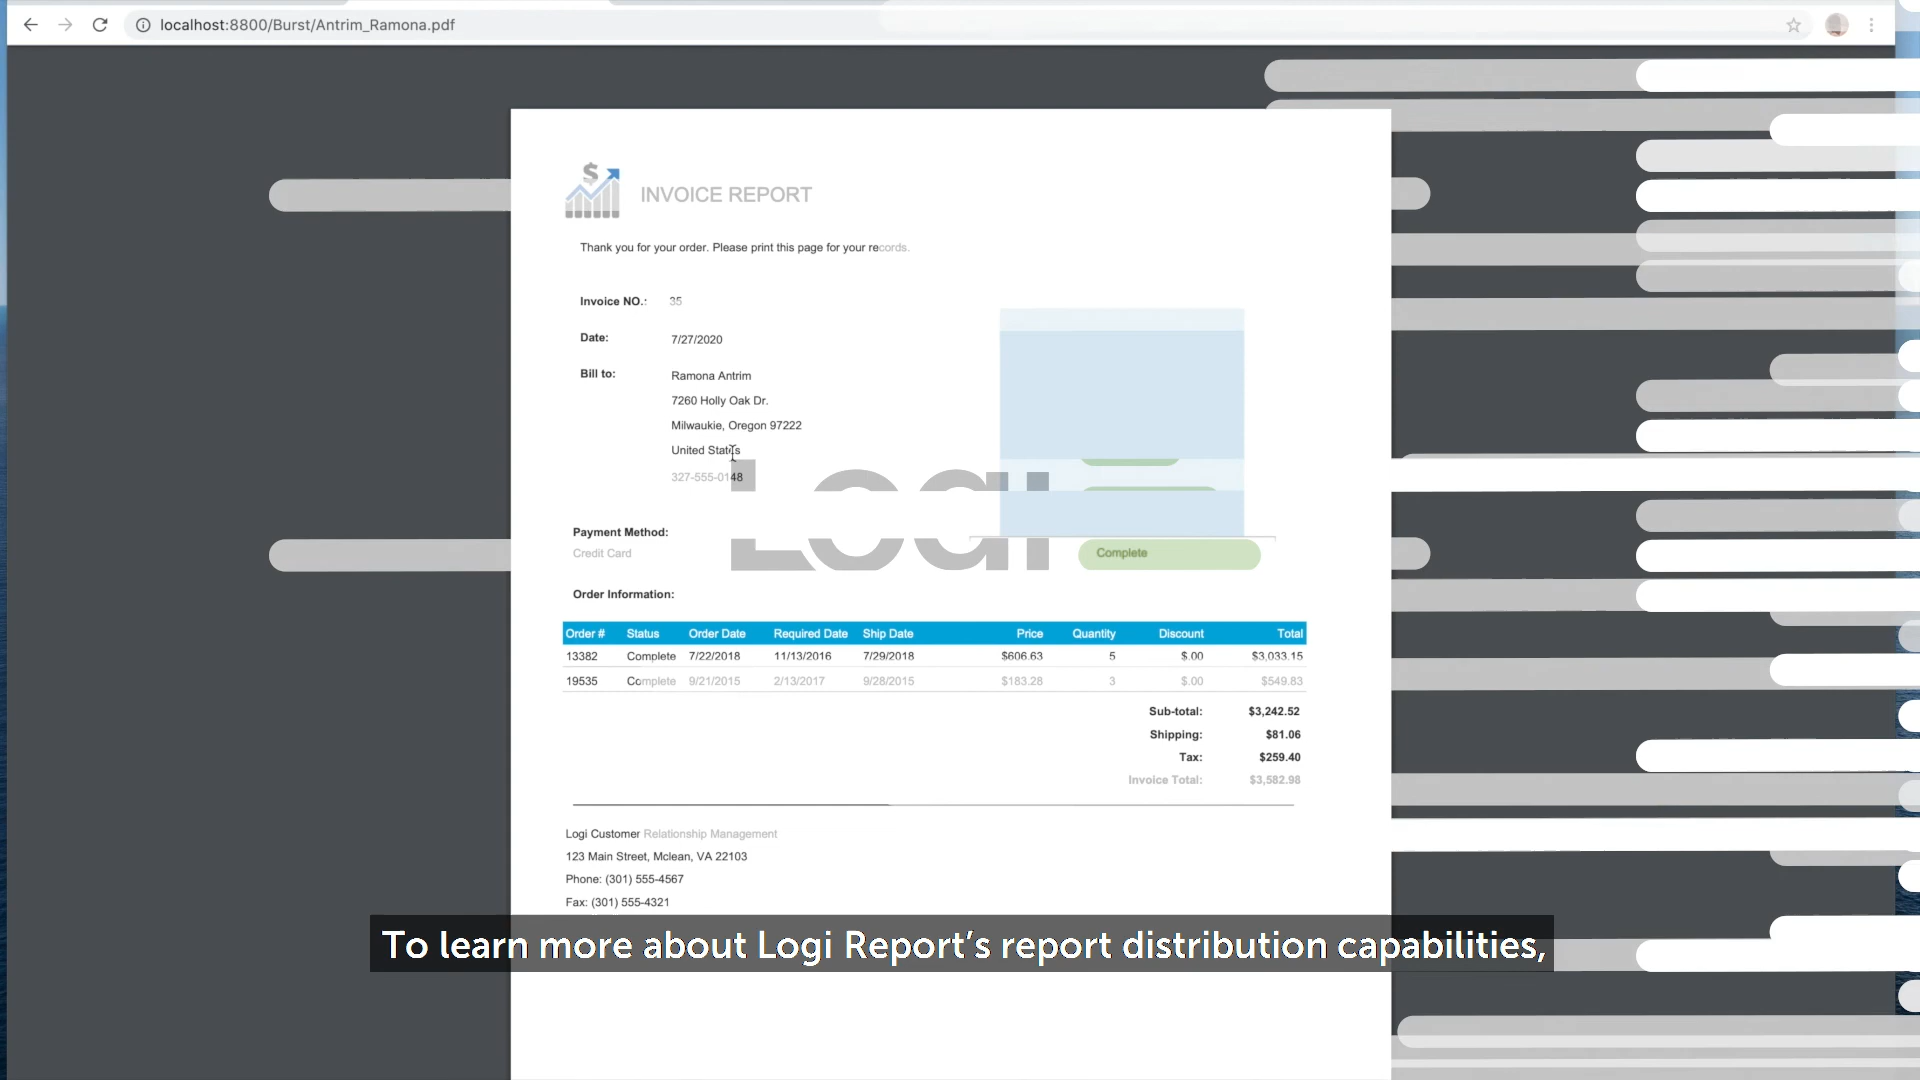 localhost:8800/Burst/Antrim_Ramona.pdf
INVOICE REPORT
Thank you for your order. Please print this page for your records.
Invoice NO.: 35
Date: 7/27/2020
Bill to: Ramona Antrim
7260 Holly Oak Dr.
Milwaukie, Oregon 97222
United States
327-555-0148
Logi
Payment Method:
Credit Card
Complete
Order Information:
Order # Status Order Date Required Date Ship Date Price Quantity Discount Total
13382 Complete 7/22/2018 11/13/2016 7/29/2018 $606.63 5 $.00 $3,033.15
19535 Complete 9/21/2015 2/13/2017 9/28/2015 $183.28 3 $.00 $549.83
Sub-total: $3,242.52
Shipping: $81.06
Tax: $259.40
Invoice Total: $3,582.98
Logi Customer Relationship Management
123 Main Street, Mclean, VA 22103
Phone: (301) 555-4567
Fax: (301) 555-4321
To learn more about Logi Report's report distribution capabilities,